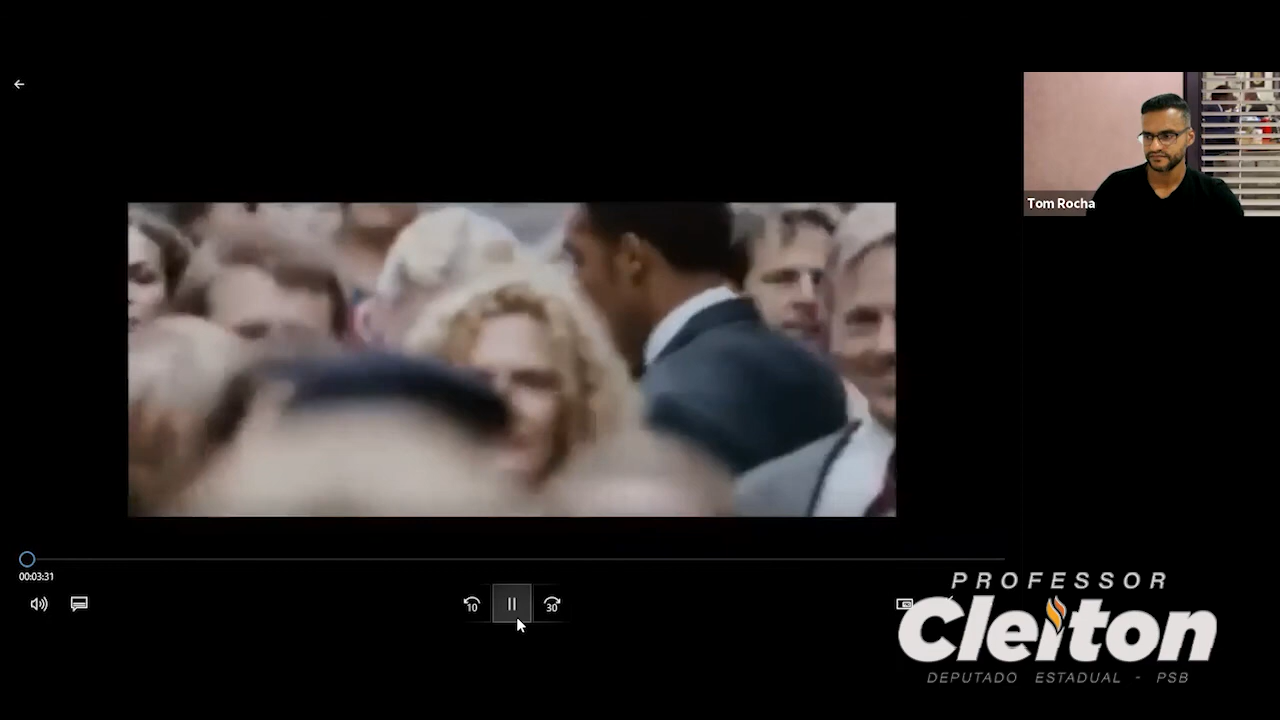 Tom Rocha
00:03:31
10
30
PROFESSOR
Cleiton
DEPUTADO ESTADUAL - PSB